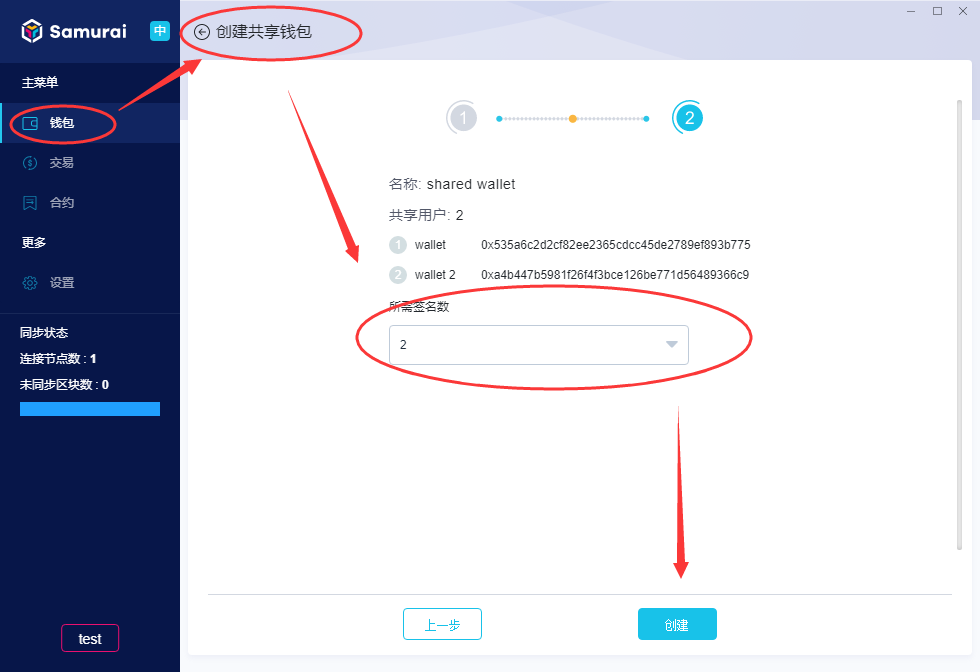 Samurai
中
主菜单
钱包
交易
合约
更多
设置
同步状态
连接节点数 : 1
未同步区块数 : 0
test
创建共享钱包
1
2
名称: shared wallet
共享用户: 2
1 wallet 0x535a6c2d2cf82ee2365cdcc45de2789ef893b775
2 wallet 2 0xa4b447b5981f26f4f3bce126be771d56489366c9
所需签名数
2
上一步
创建